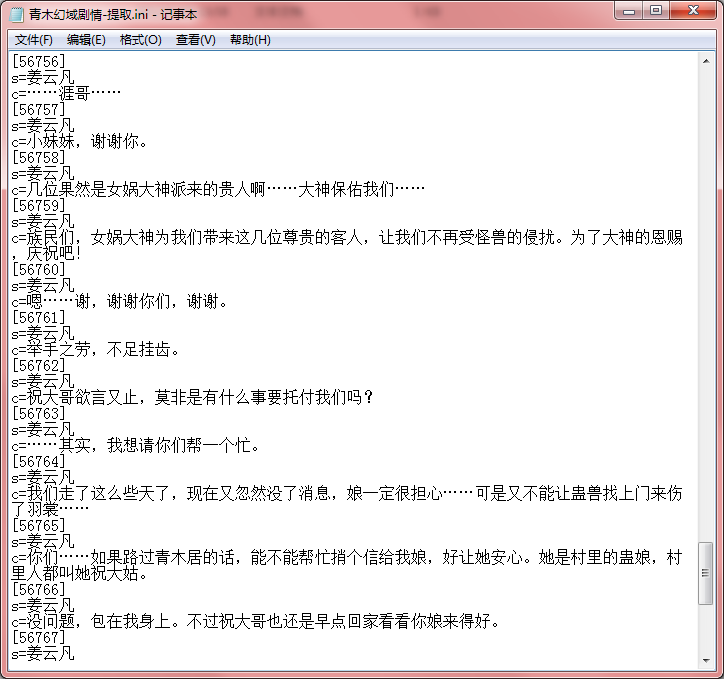 青木幻域剧情-提取.ini - 记事本
文件(F) 编辑(E) 格式(O) 查看(V) 帮助(H)
[56756]
s=姜云凡
c=……涯哥……
[56757]
s=姜云凡
c=小妹妹，谢谢你。
[56758]
s=姜云凡
c=几位果然是女娲大神派来的贵人啊……大神保佑我们……
[56759]
s=姜云凡
c=族民们，女娲大神为我们带来这几位尊贵的客人，让我们不再受怪兽的侵扰。为了大神的恩赐
，庆祝吧!
[56760]
s=姜云凡
c=嗯……谢，谢谢你们，谢谢。
[56761]
s=姜云凡
c=举手之劳，不足挂齿。
[56762]
s=姜云凡
c=祝大哥欲言又止，莫非是有什么事要托付我们吗?
[56763]
s=姜云凡
c=……其实，我想请你们帮一个忙。
[56764]
s=姜云凡
c=我们走了这么些天了，现在又忽然没了消息，娘一定很担心……可是又不能让蛊兽找上门来伤
了羽裳……
[56765]
s=姜云凡
c=你们……如果路过青木居的话，能不能帮忙捎个信给我娘，好让她安心。她是村里的蛊娘，村
里人都叫她祝大姑。
[56766]
s=姜云凡
c=没问题，包在我身上。不过祝大哥也还是早点回家看看你娘来得好。
[56767]
s=姜云凡